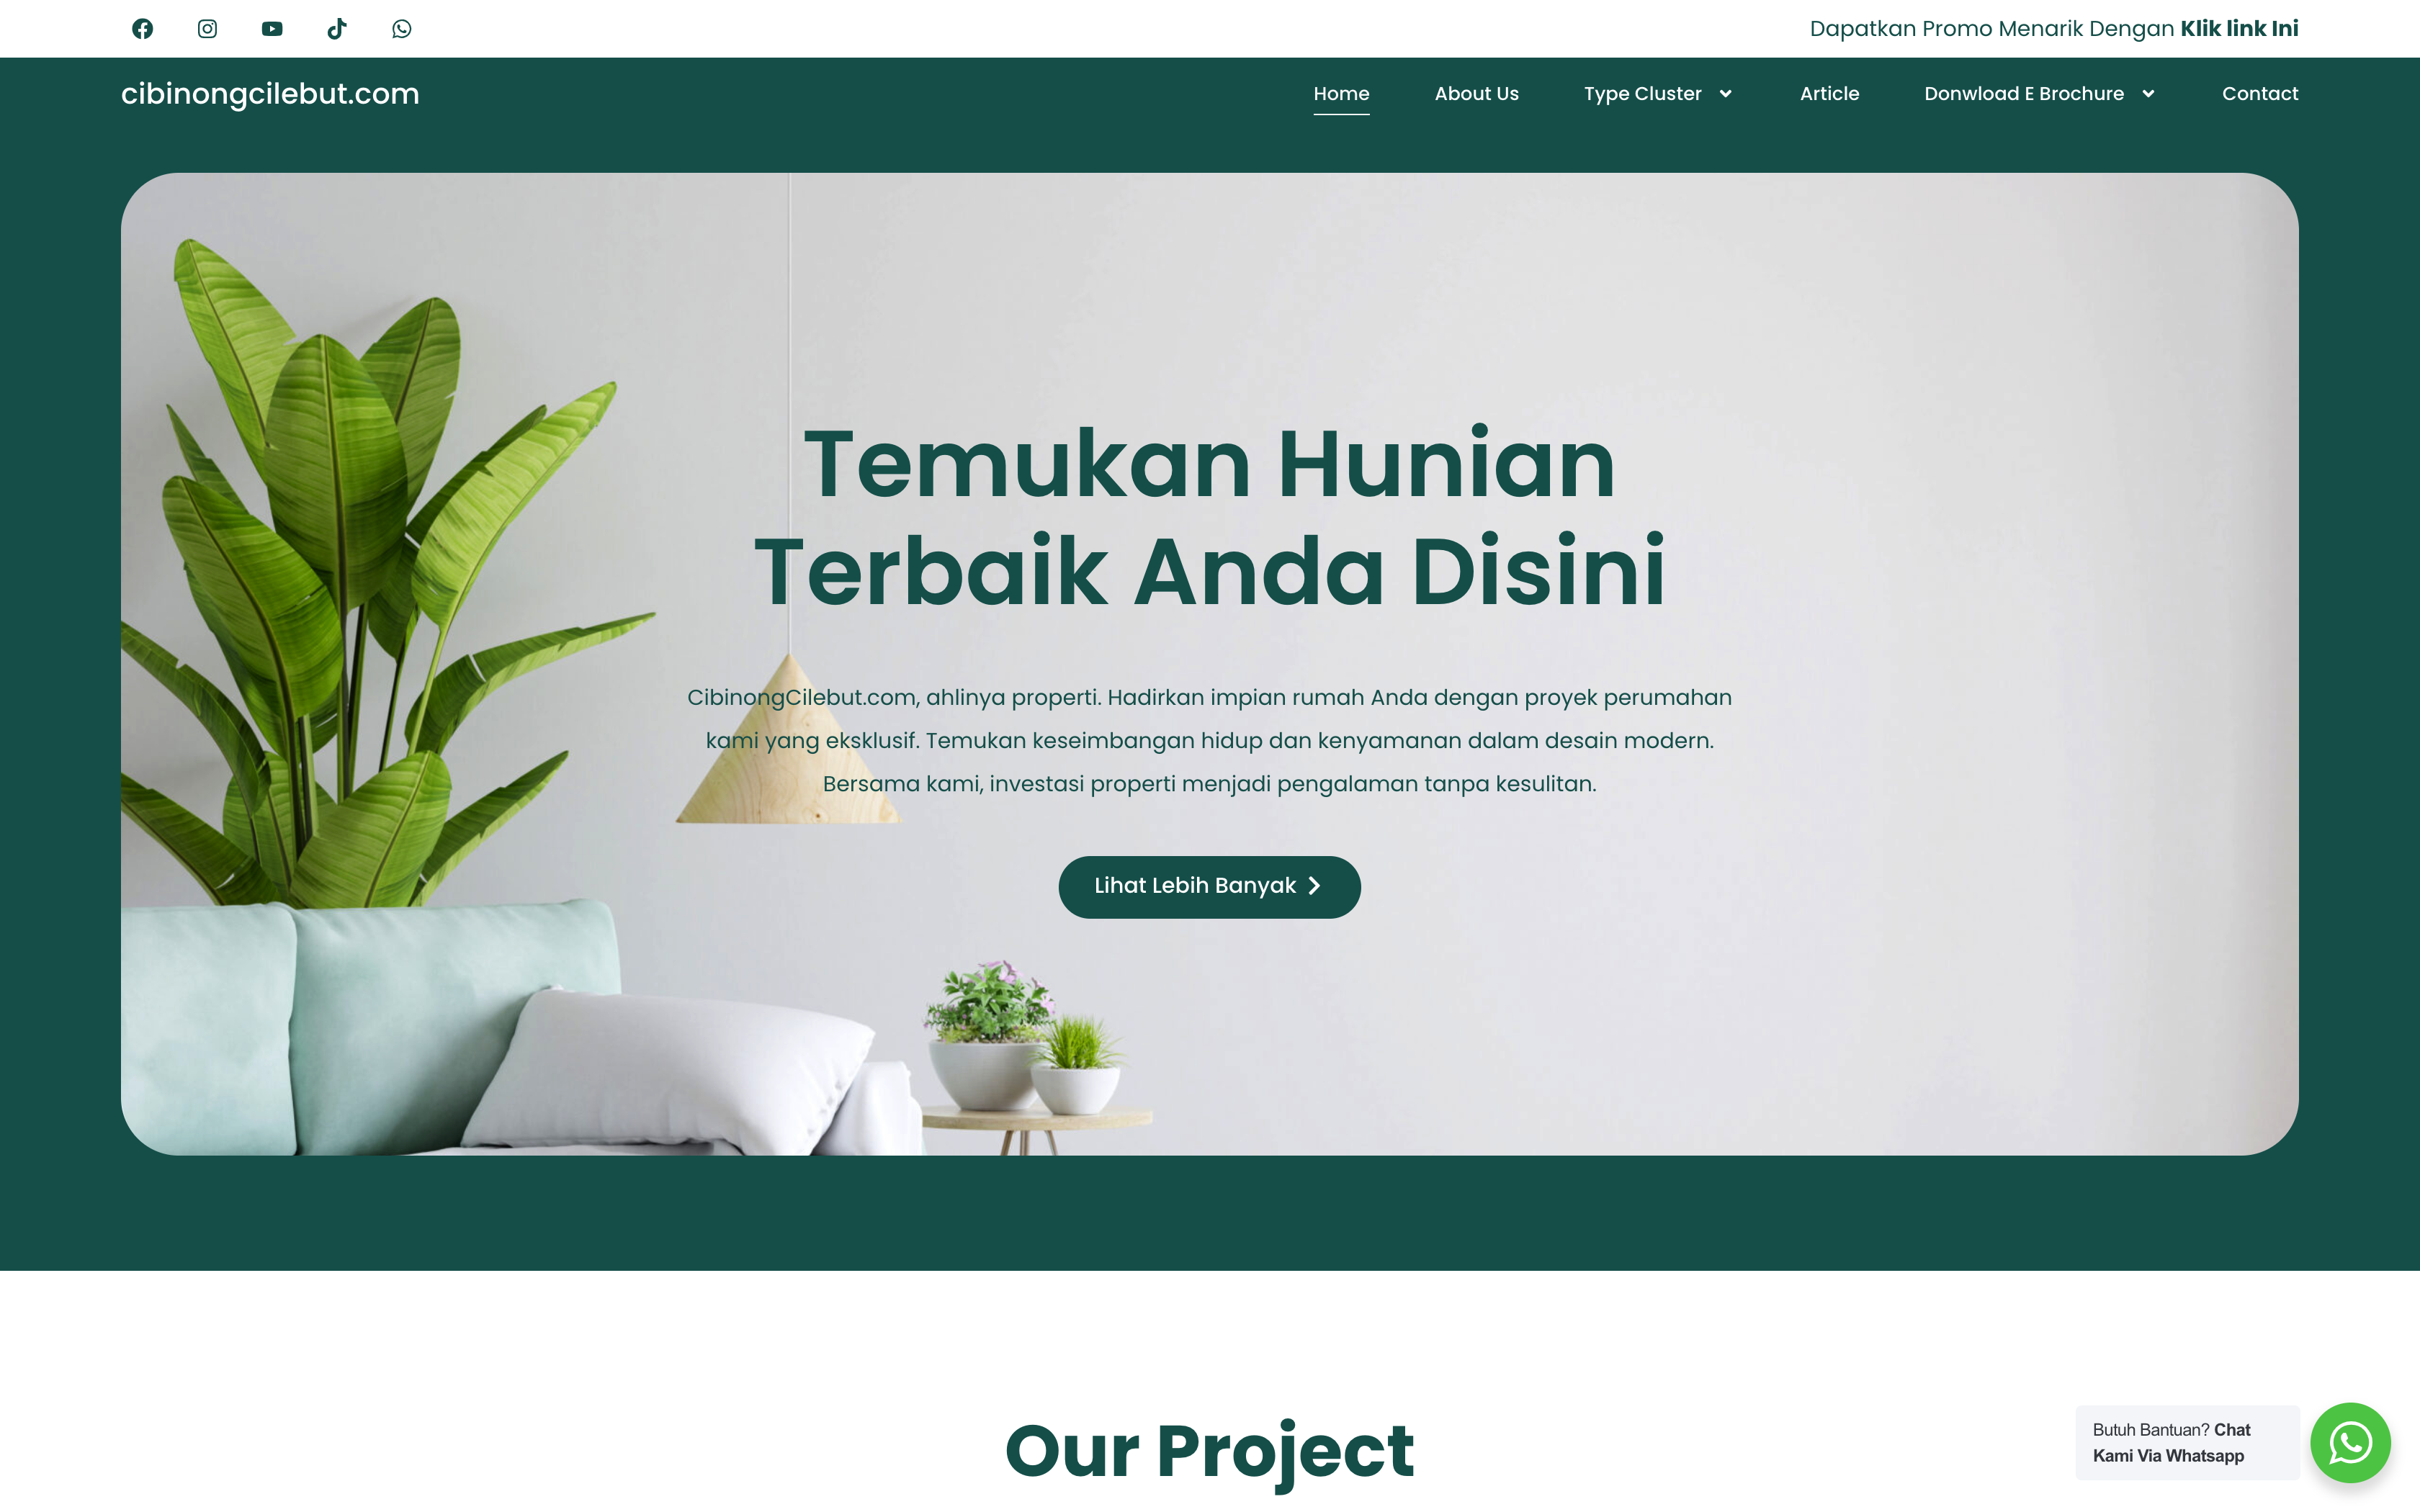 Dapatkan Promo Menarik Dengan Klik link Ini
cibinongcilebut.com
Home
About Us
Type Cluster
Article
Donwload E Brochure
Contact
Temukan Hunian
Terbaik Anda Disini
CibinongCilebut.com, ahlinya properti. Hadirkan impian rumah Anda dengan proyek perumahan
kami yang eksklusif. Temukan keseimbangan hidup dan kenyamanan dalam desain modern.
Bersama kami, investasi properti menjadi pengalaman tanpa kesulitan.
Lihat Lebih Banyak
Our Project
Butuh Bantuan? Chat
Kami Via Whatsapp